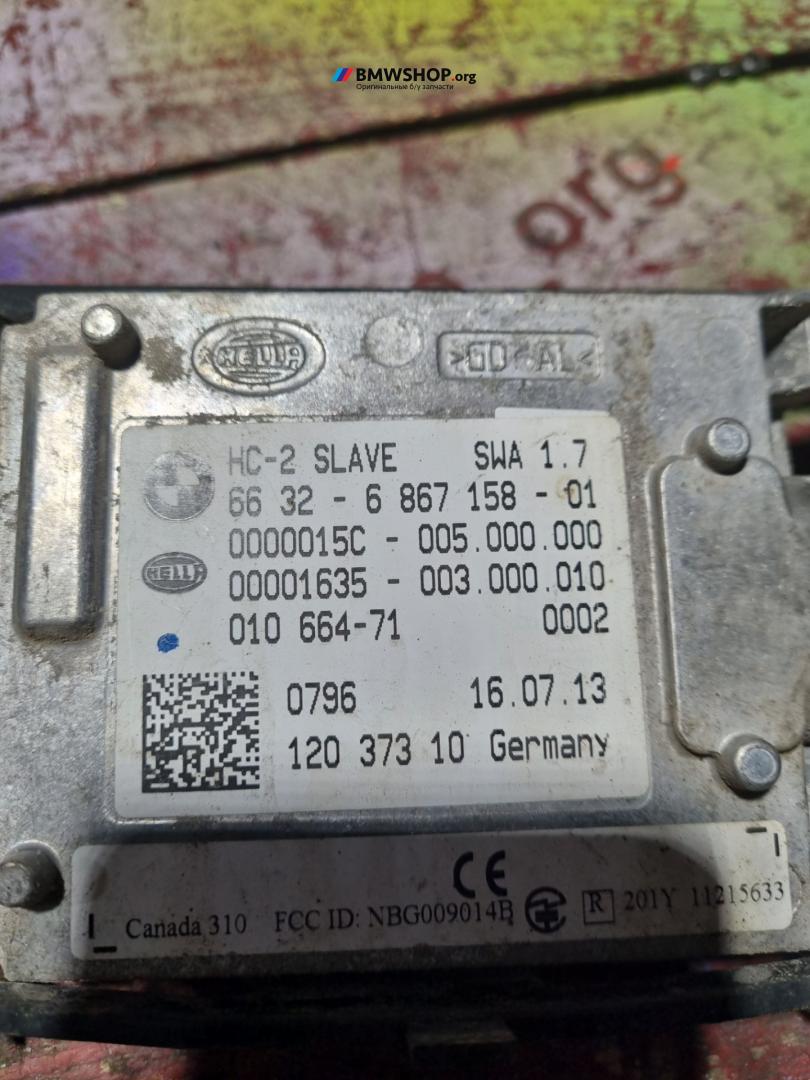 BMWSHOP.org
Оригинальные б/у запчасти
org
HELLA
>GD-AL<
HC-2 SLAVE SWA 1.7
66 32 - 6 867 158 - 01
0000015C - 005.000.000
HELLA
00001635 - 003.000.010
010 664-71 0002
0796 16.07.13
120 373 10 Germany
CE
Canada 310 FCC ID: NBG009014B R 201Y 11215633